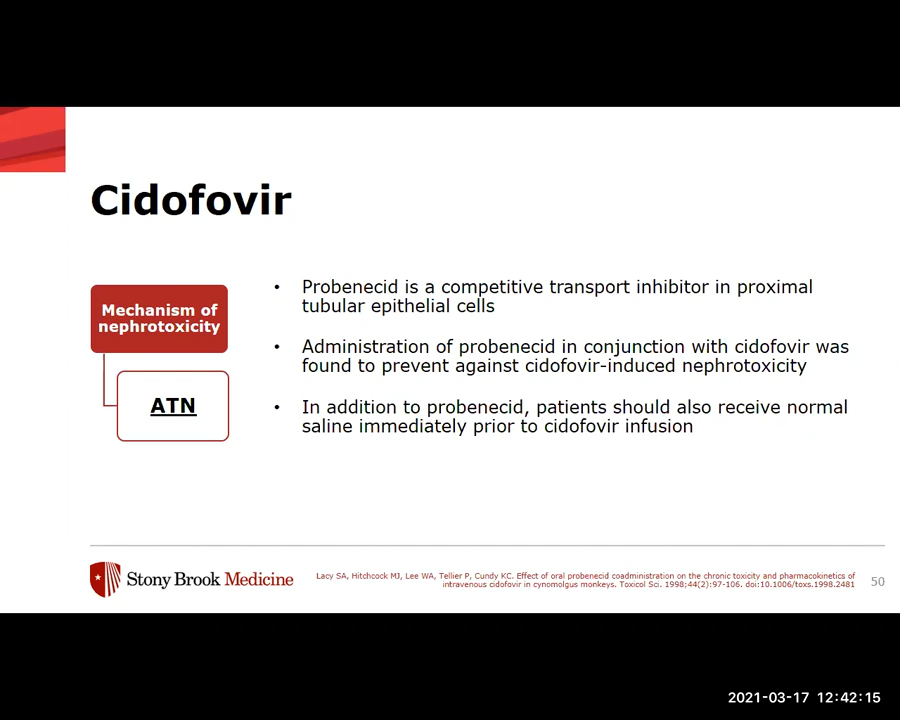 Cidofovir
Mechanism of
nephrotoxicity
ATN
• Probenecid is a competitive transport inhibitor in proximal
tubular epithelial cells
• Administration of probenecid in conjunction with cidofovir was
found to prevent against cidofovir-induced nephrotoxicity
• In addition to probenecid, patients should also receive normal
saline immediately prior to cidofovir infusion
Stony Brook Medicine
Lacy SA, Hitchcock MJ, Lee WA, Tellier P, Cundy KC. Effect of oral probenecid coadministration on the chronic toxicity and pharmacokinetics of
intravenous cidofovir in cynomolgus monkeys. Toxicol Sci. 1998;44(2):97-106. doi:10.1006/toxs.1998.2481
50
2021-03-17 12:42:15